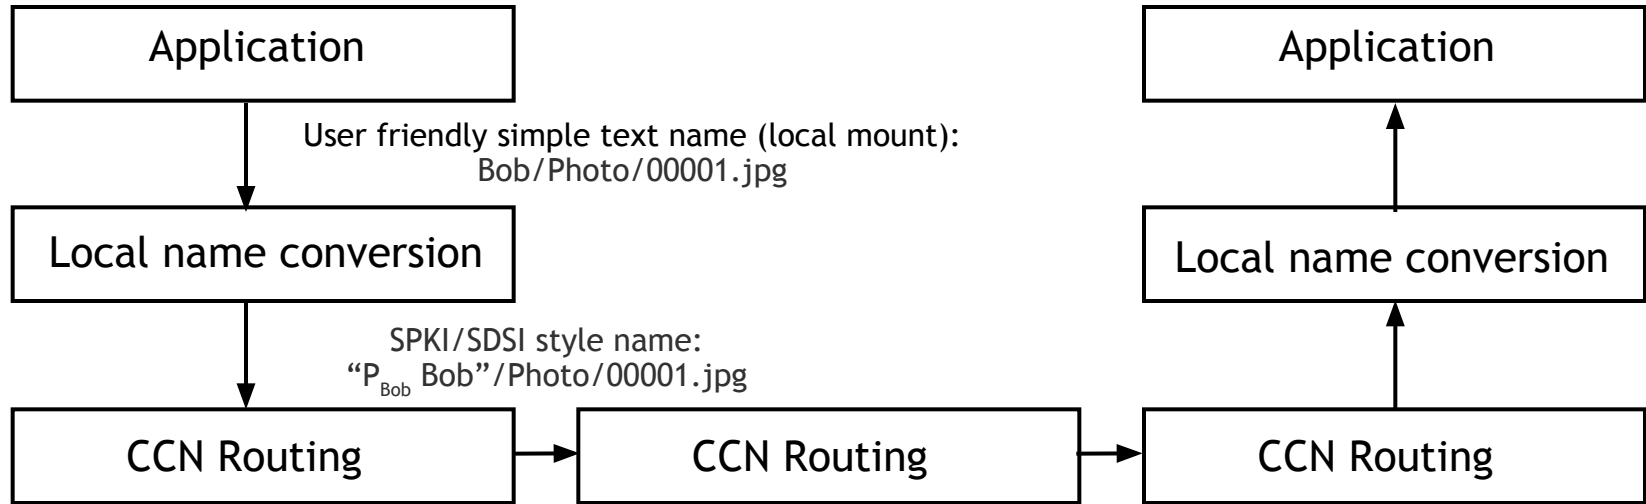 Application
Application
User friendly simple text name (local mount):
Bob/Photo/00001.jpg
Local name conversion
Local name conversion
SPKI/SDSI style name:
“P_Bob Bob”/Photo/00001.jpg
CCN Routing
CCN Routing
CCN Routing